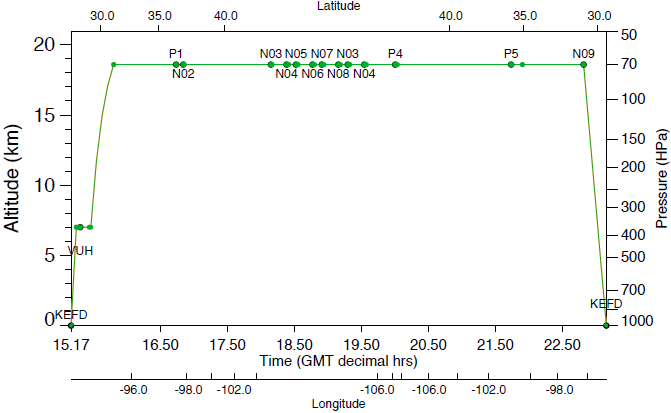 Latitude
31.0 36.0 40.0 40.0 35.0 29.0
20 50
P1 N03 N05 N07 N03 P4 P5 N09 70
N02 N04 N06 N08 N04
100
15 150
200
10
300
400
VUH
5 500
700
KEFD
0 KEFD 1000
Altitude (km)
Pressure (HPa)
15.17 16.50 17.50 18.50 19.50 20.50 21.50 22.50
Time (GMT decimal hrs)
-96.0 -98.0 -102.0 -106.0 -106.0 -102.0 -98.0
Longitude